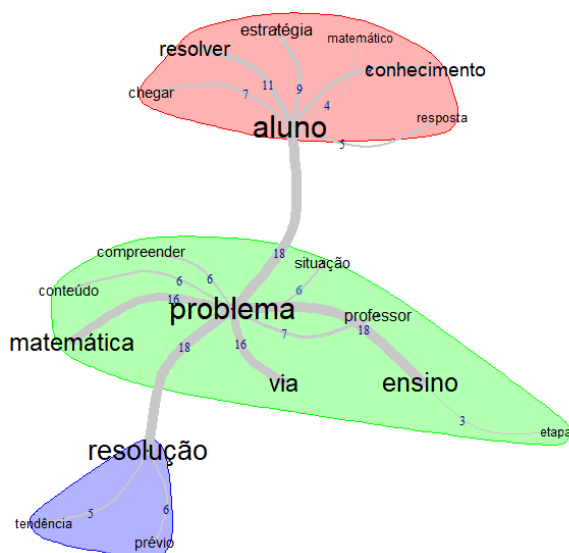 estratégia
matemático
resolver
conhecimento
chegar
11
9
7
4
resposta
aluno
5
18
compreender
situação
6
6
conteúdo
6
16
problema
professor
matemática
18
16
7
18
via
ensino
3
etapa
resolução
tendência
5
6
prévio